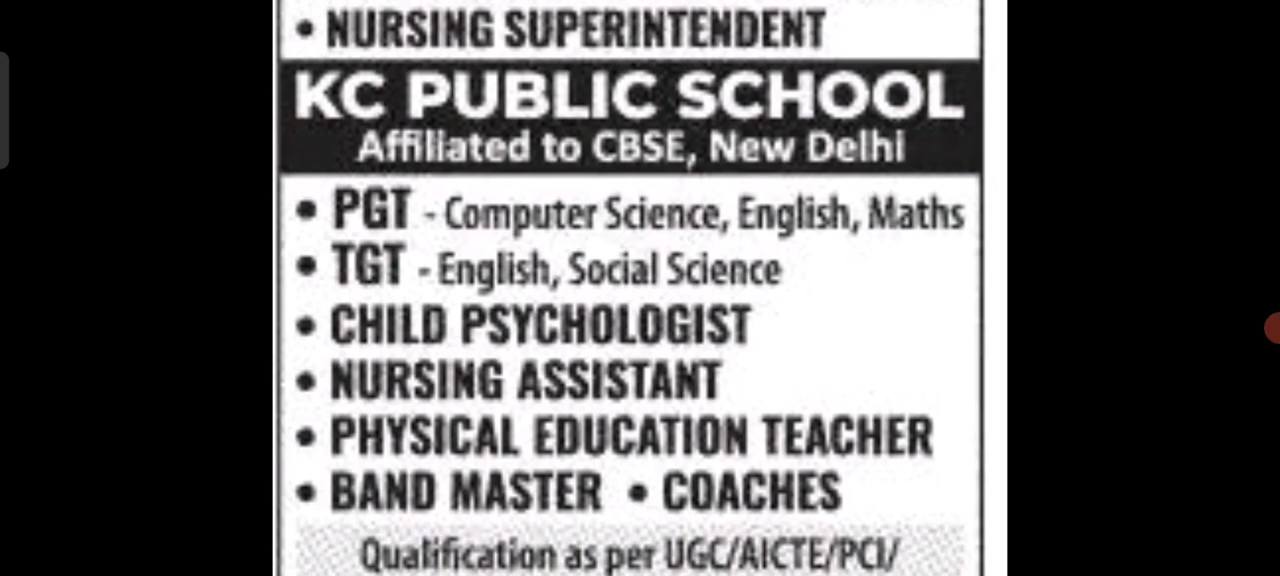 • NURSING SUPERINTENDENT
KC PUBLIC SCHOOL
Affiliated to CBSE, New Delhi
• PGT - Computer Science, English, Maths
• TGT - English, Social Science
• CHILD PSYCHOLOGIST
• NURSING ASSISTANT
• PHYSICAL EDUCATION TEACHER
• BAND MASTER • COACHES
Qualification as per UGC/AICTE/PCI/